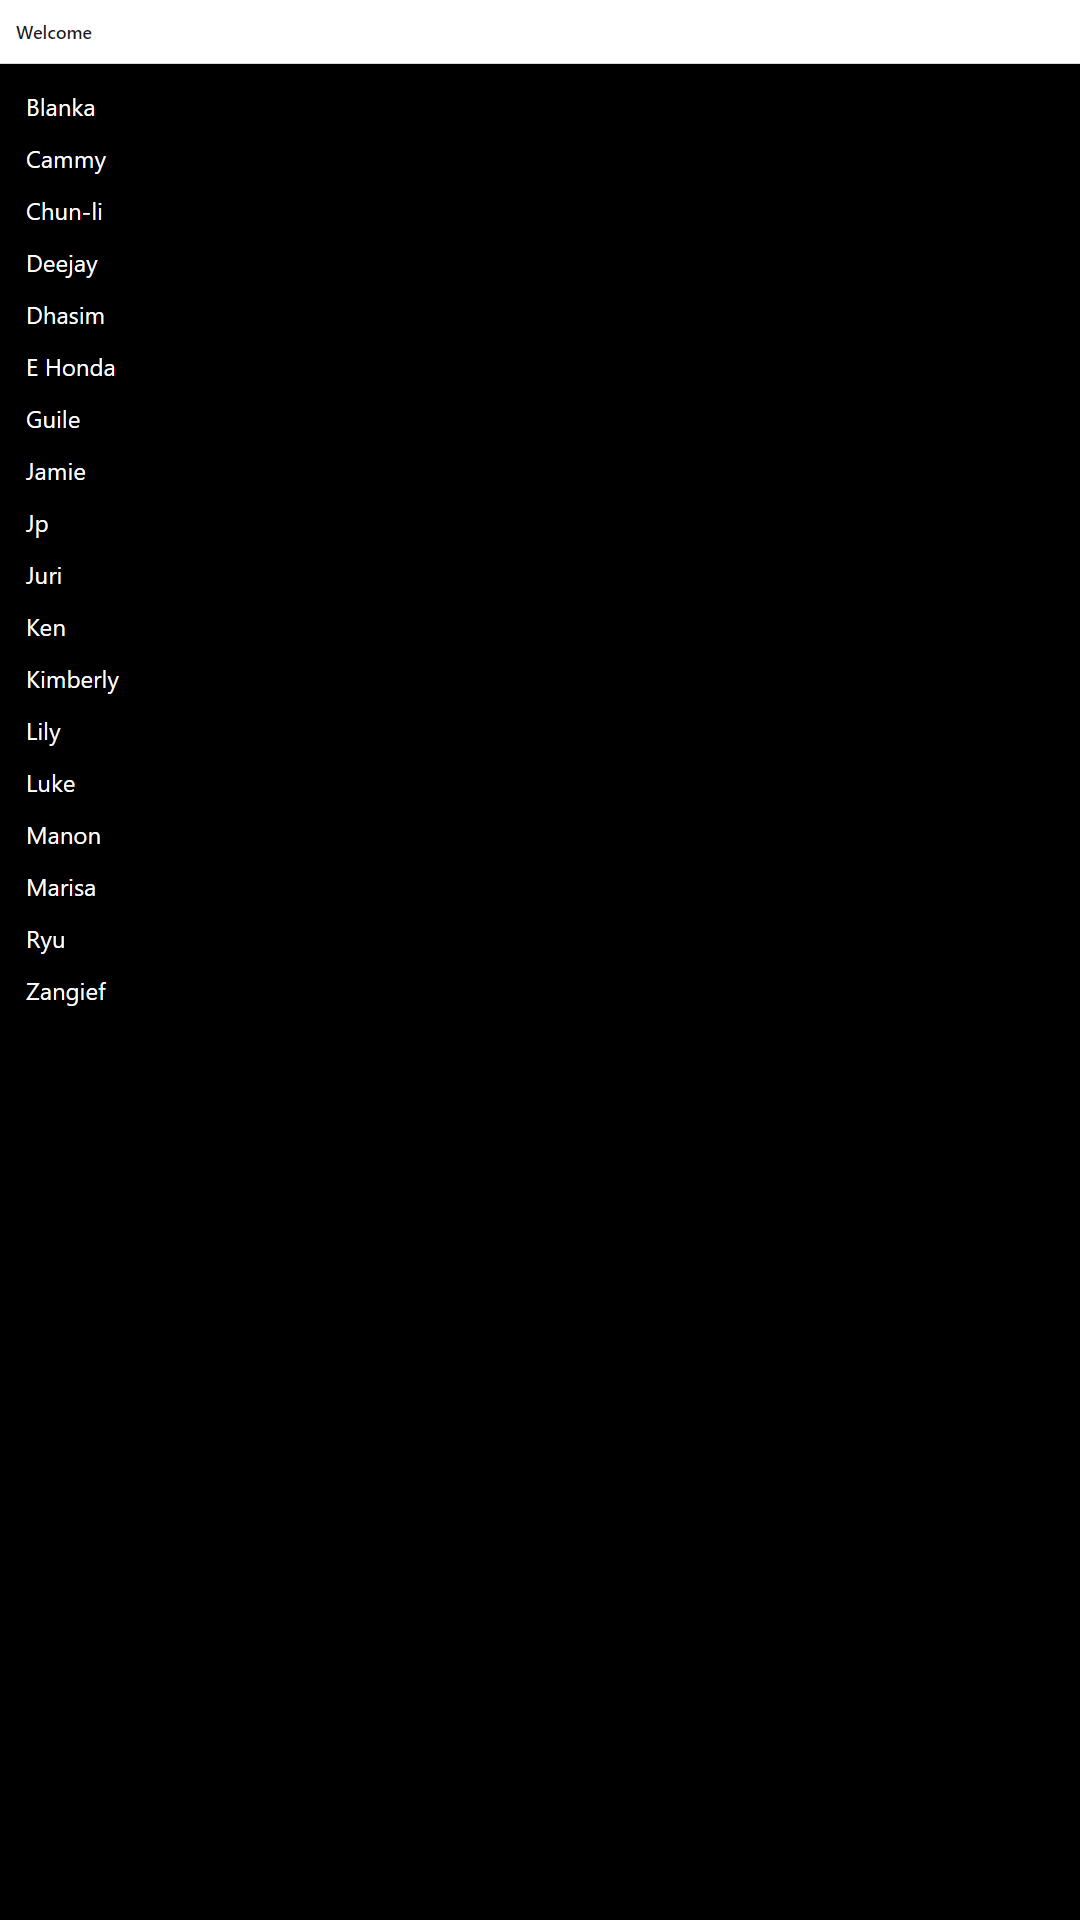 Welcome
Blanka
Cammy
Chun-li
Deejay
Dhasim
E Honda
Guile
Jamie
Jp
Juri
Ken
Kimberly
Lily
Luke
Manon
Marisa
Ryu
Zangief